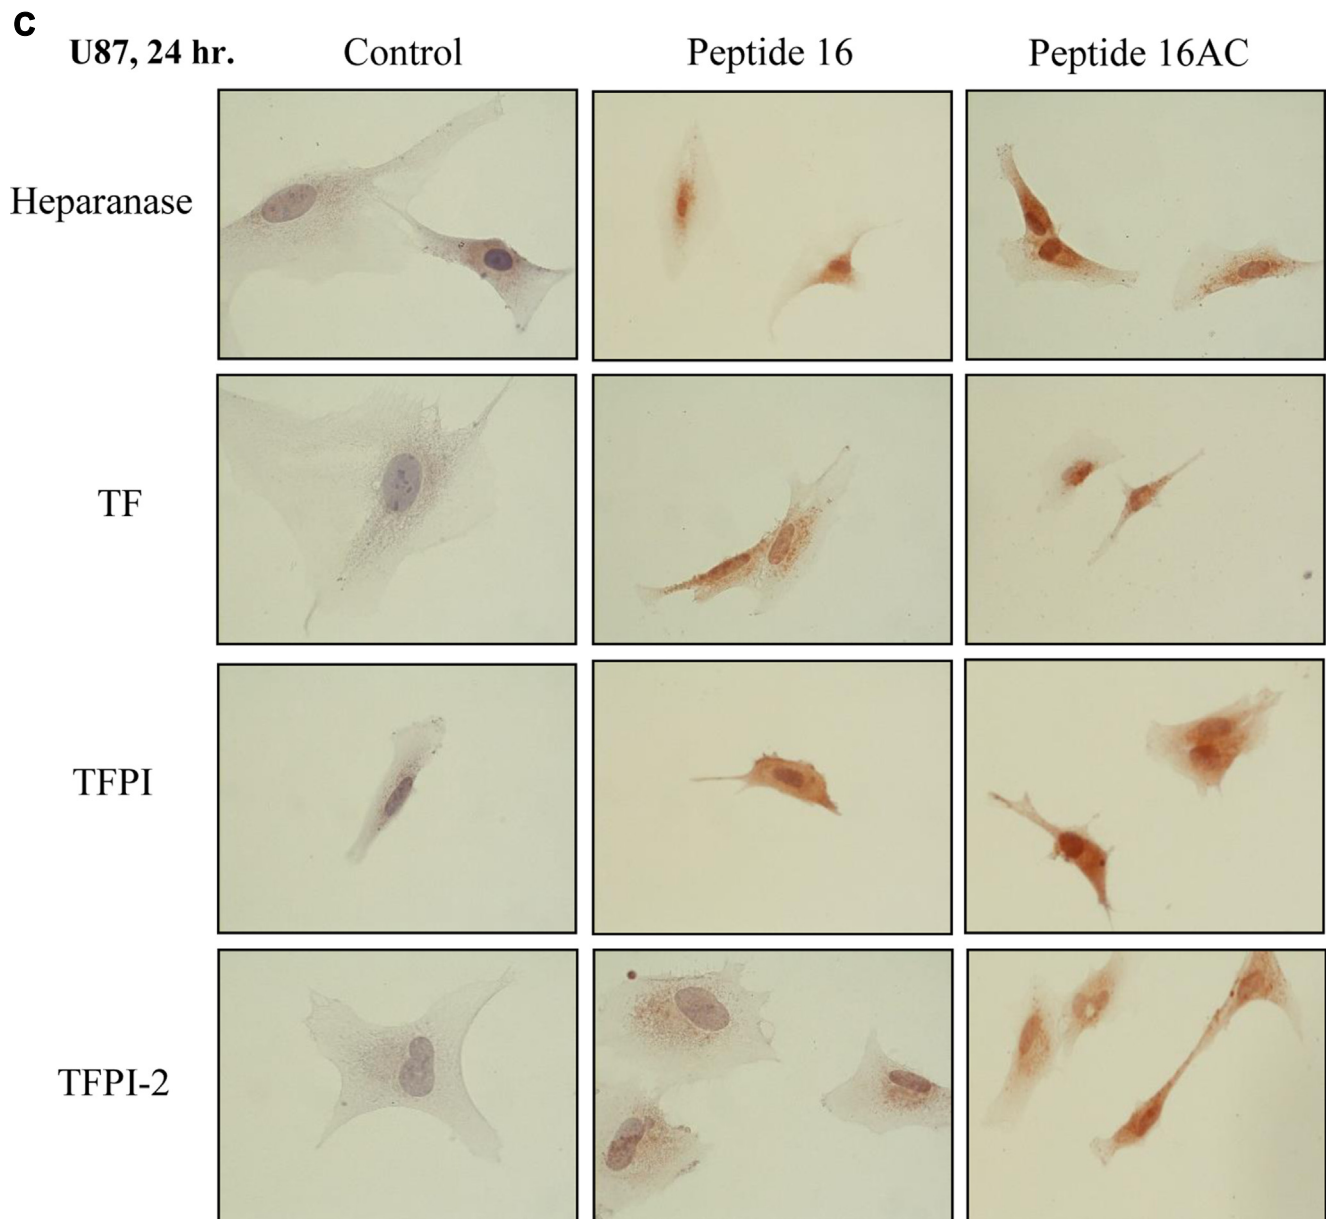 C
U87, 24 hr. Control Peptide 16 Peptide 16AC
Heparanase
TF
TFPI
TFPI-2